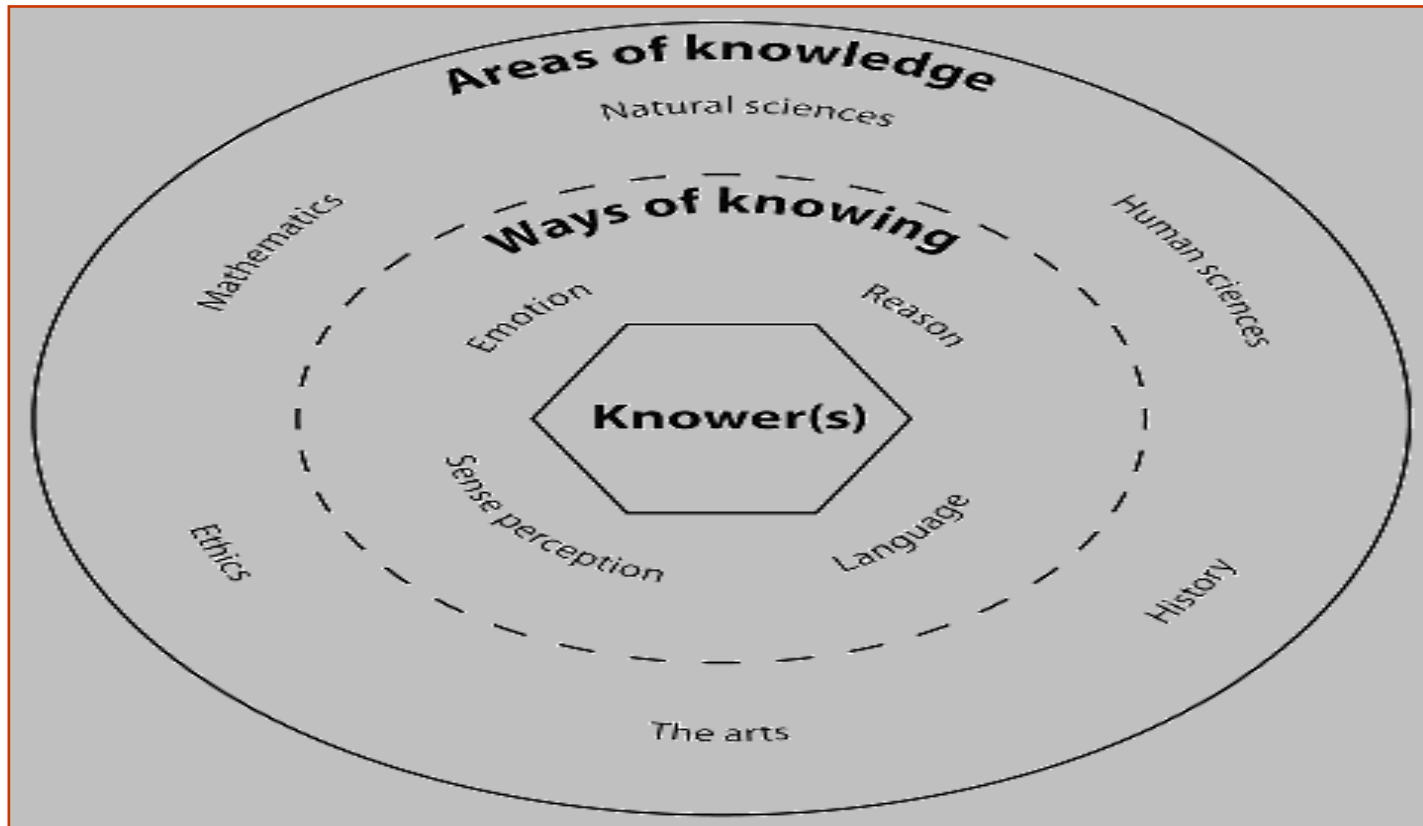 Areas of knowledge
Natural sciences
Mathematics
Human sciences
Ways of knowing
Emotion
Reason
Knower(s)
Sense perception
Language
Ethics
History
The arts